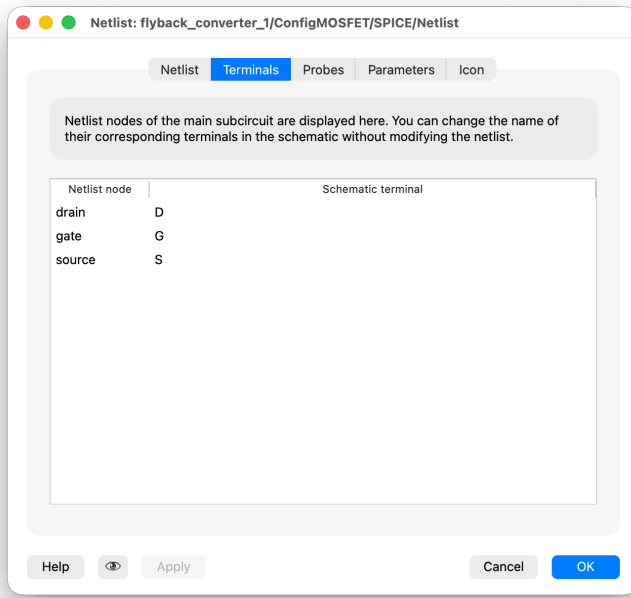 Netlist: flyback_converter_1/ConfigMOSFET/SPICE/Netlist
Netlist Terminals Probes Parameters Icon
Netlist nodes of the main subcircuit are displayed here. You can change the name of
their corresponding terminals in the schematic without modifying the netlist.
Netlist node Schematic terminal
drain D
gate G
source S
Help Apply Cancel OK